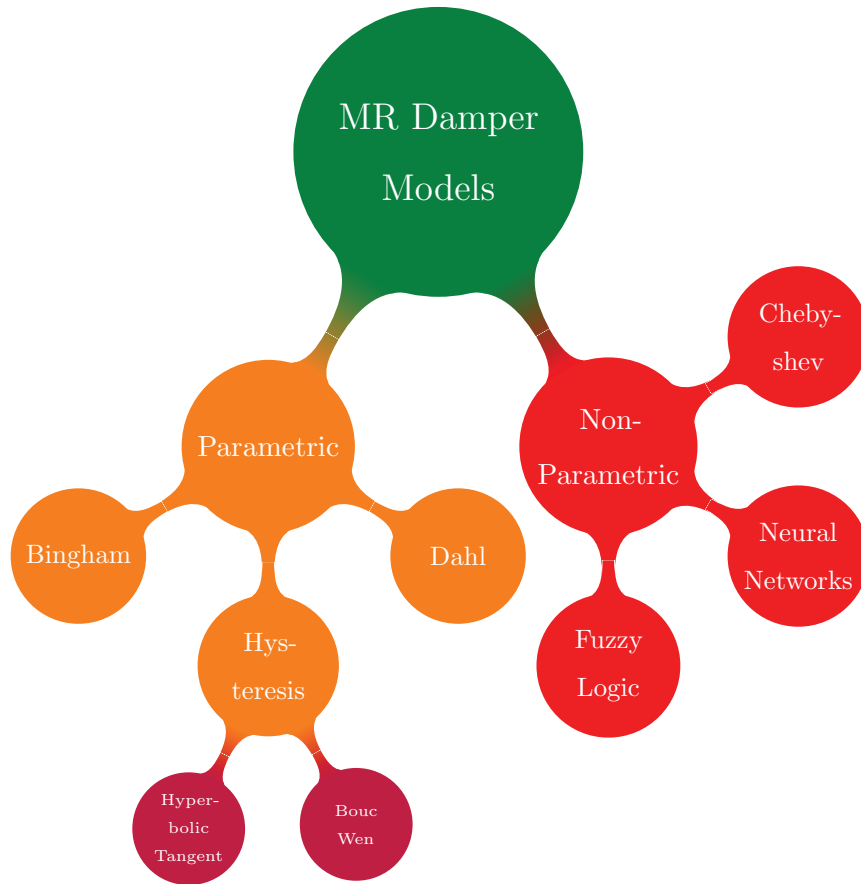 MR Damper
Models
Cheby-
shev
Non-
Parametric
Parametric
Neural
Networks
Bingham
Dahl
Hys-
teresis
Fuzzy
Logic
Hyper-
bolic
Tangent
Bouc
Wen